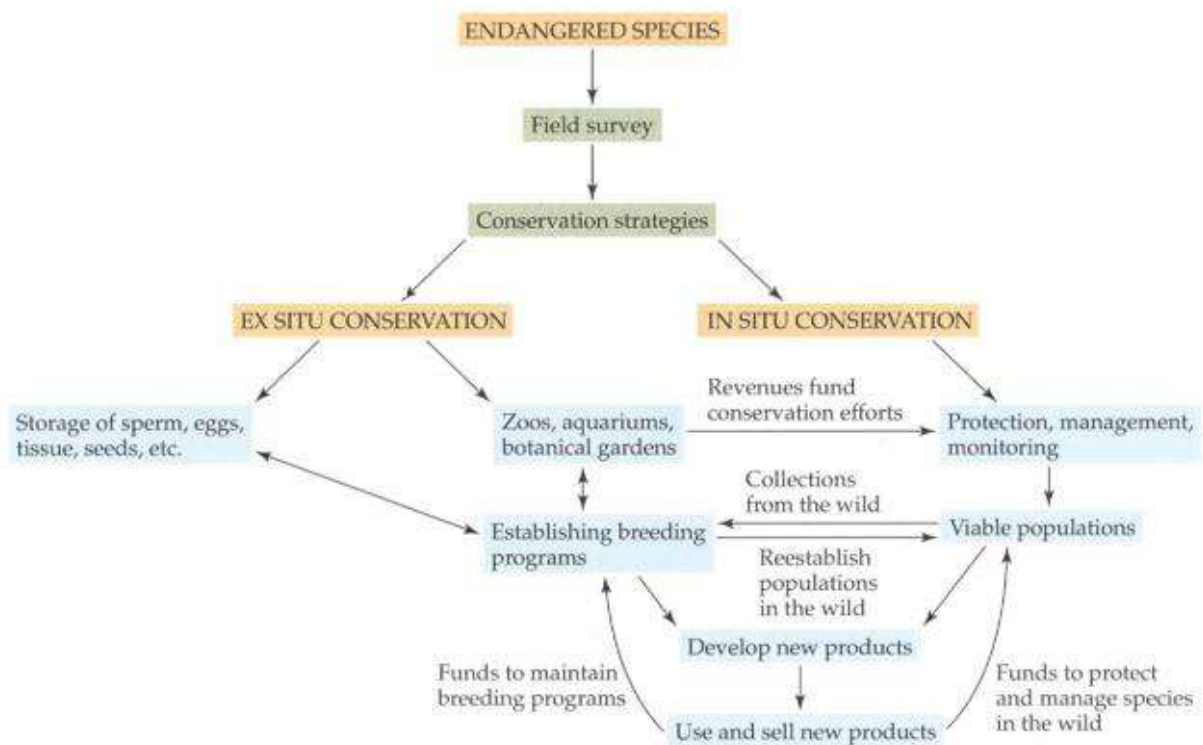 ENDANGERED SPECIES
Field survey
Conservation strategies
EX SITU CONSERVATION
IN SITU CONSERVATION
Storage of sperm, eggs,
tissue, seeds, etc.
Zoos, aquariums,
botanical gardens
Revenues fund
conservation efforts
Protection, management,
monitoring
Collections
from the wild
Establishing breeding
programs
Viable populations
Reestablish
populations
in the wild
Develop new products
Funds to maintain
breeding programs
Funds to protect
and manage species
in the wild
Use and sell new products